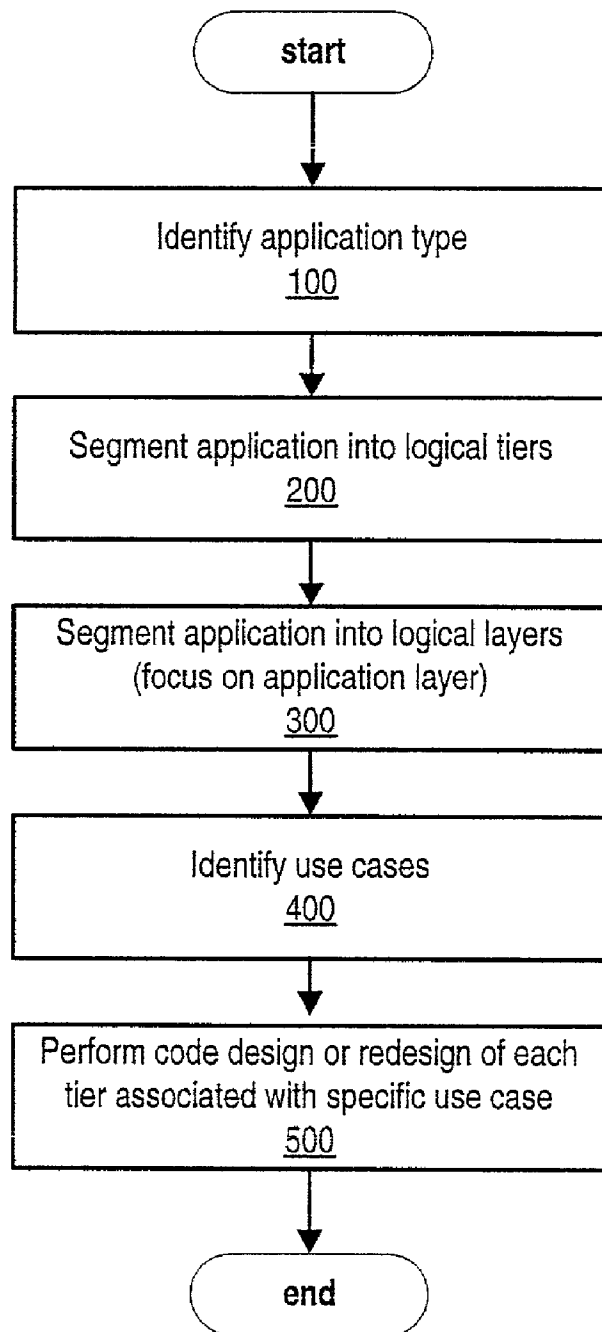 start
Identify application type
100
Segment application into logical tiers
200
Segment application into logical layers
(focus on application layer)
300
Identify use cases
400
Perform code design or redesign of each
tier associated with specific use case
500
end